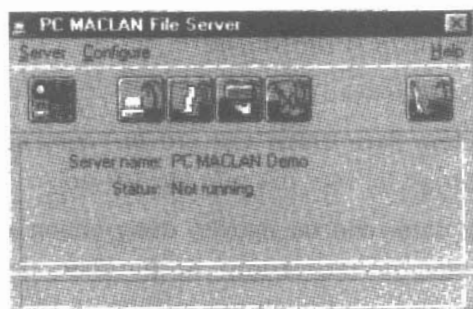 PC MACLAN File Server
Server Configure Help
Server name: PC MACLAN Demo
Status: Not running